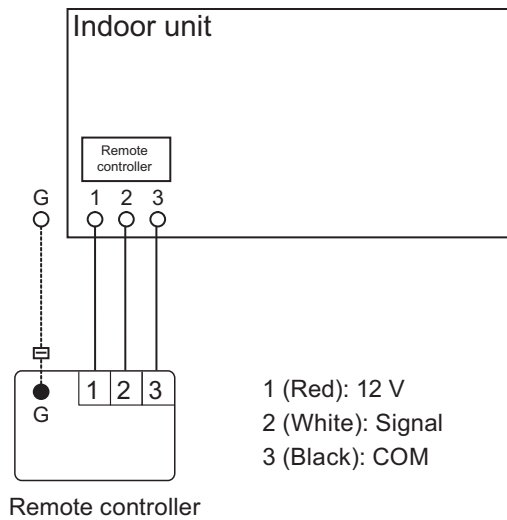 Indoor unit
Remote
controller
G 1 2 3
1 2 3
G
1 (Red): 12 V
2 (White): Signal
3 (Black): COM
Remote controller